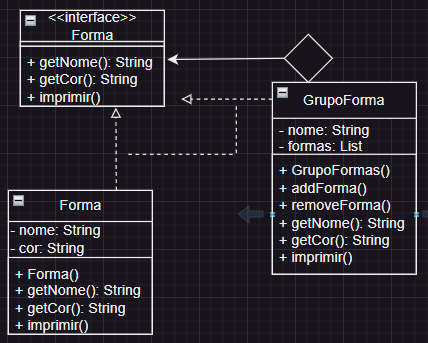 <<interface>>
Forma
+ getNome(): String
+ getCor(): String
+ imprimir()
GrupoForma
- nome: String
- formas: List
+ GrupoFormas()
+ addForma()
+ removeForma()
+ getNome(): String
+ getCor(): String
+ imprimir()
Forma
- nome: String
- cor: String
+ Forma()
+ getNome(): String
+ getCor(): String
+ imprimir()